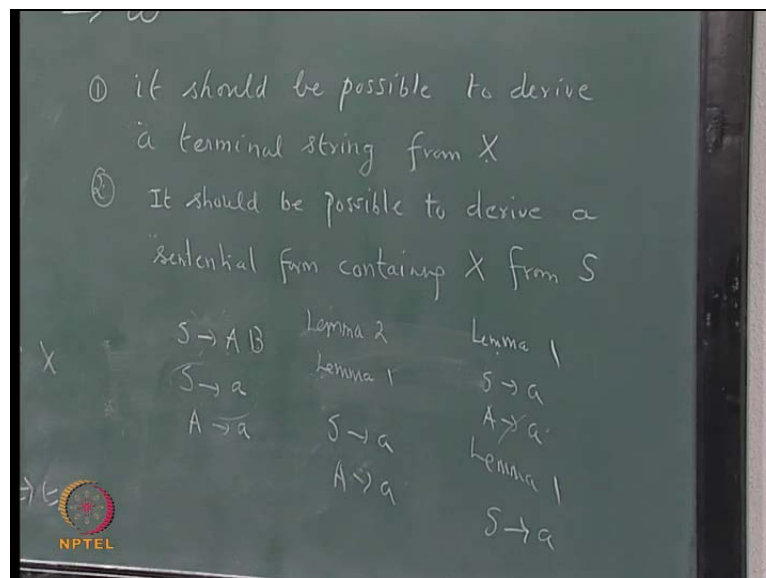 → w
① it should be possible to derive
a terminal string from X
② It should be possible to derive a
sentential form containing X from S
X
S → AB
S → a
A → a
Lemma 2
Lemma 1
S → a
A → a
Lemma 1
S → a
A → a
Lemma 1
S → a
NPTEL